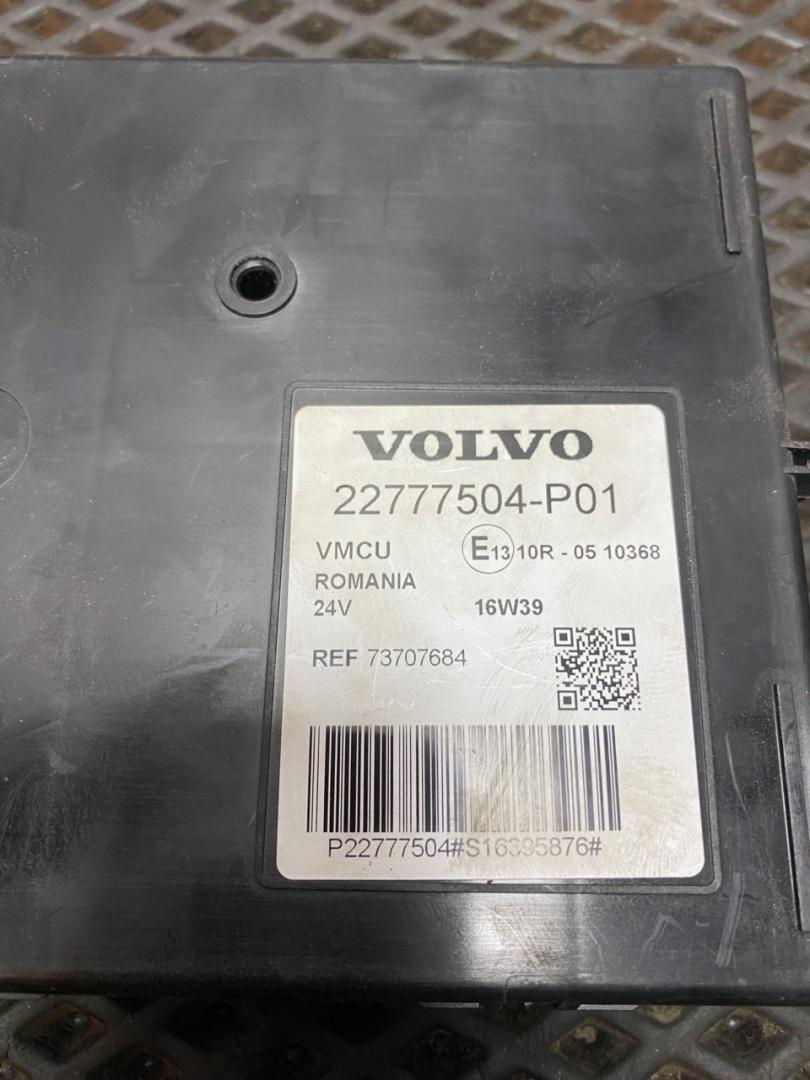 VOLVO
22777504-P01
VMCU E13 10R - 05 10368
ROMANIA
24V 16W39
REF 73707684
P22777504#S16395876#